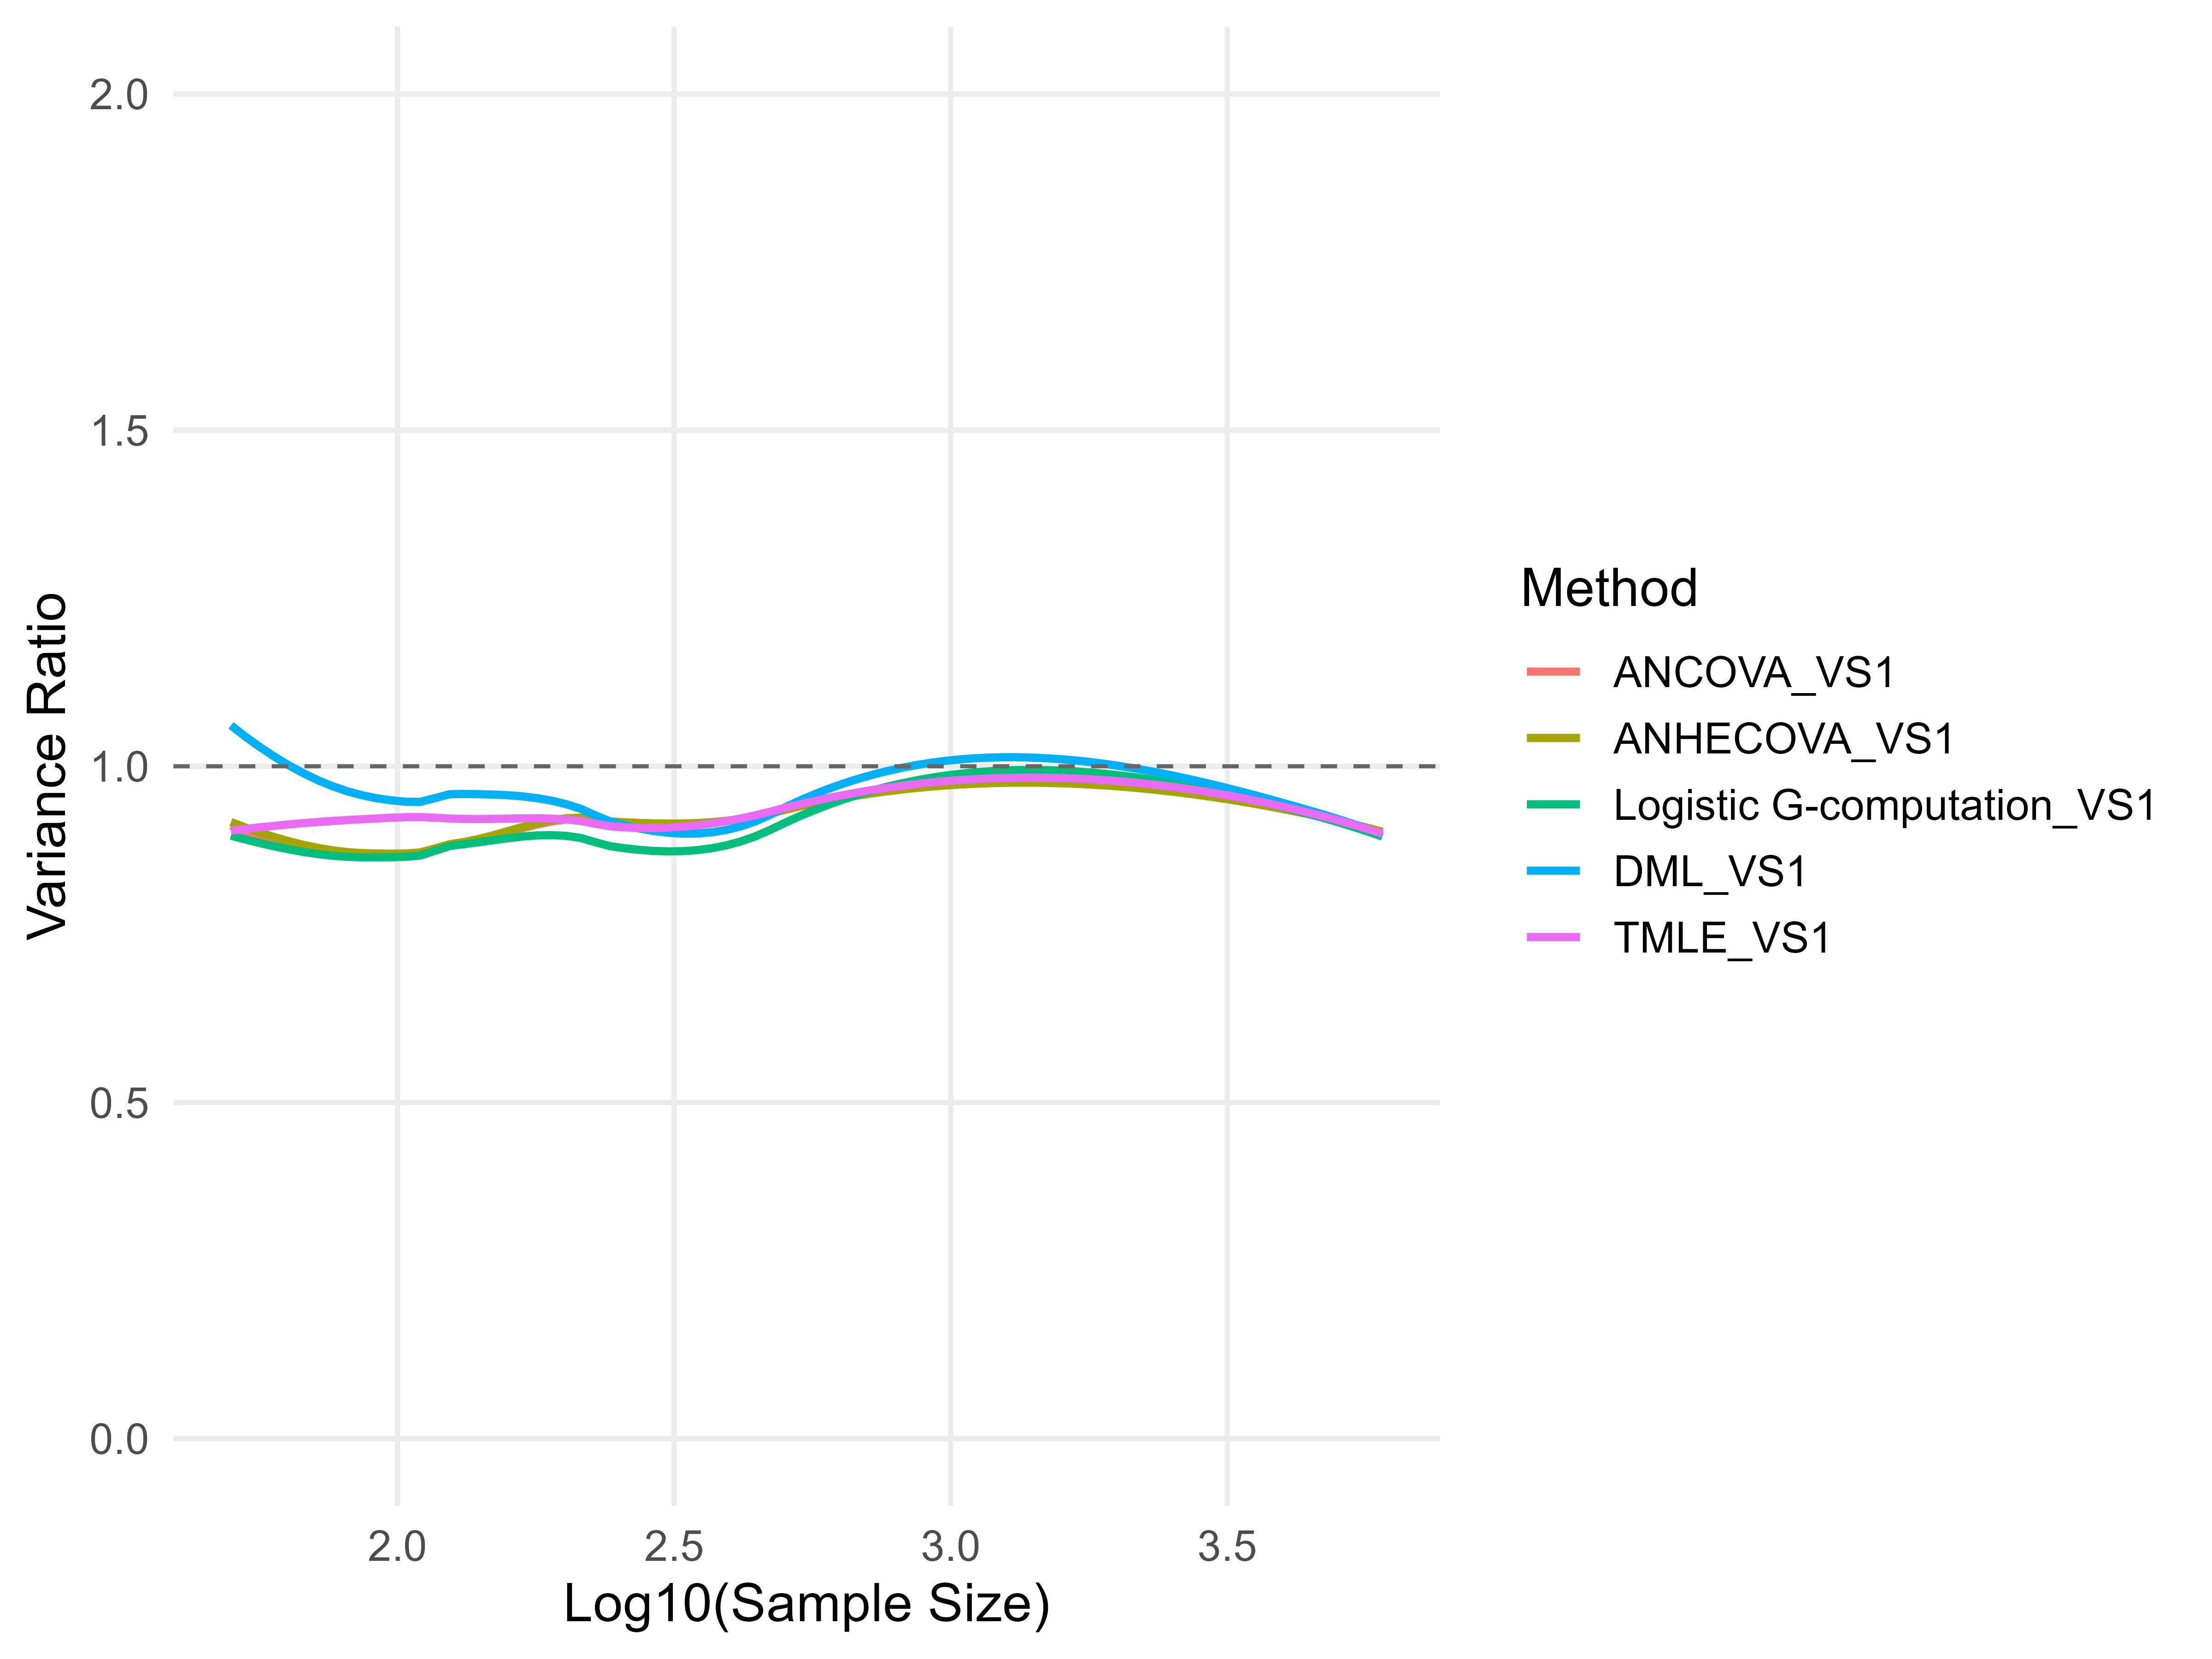 Variance Ratio
2.0
1.5
1.0
0.5
0.0
2.0 2.5 3.0 3.5
Log10(Sample Size)
Method
ANCOVA_VS1
ANHECOVA_VS1
Logistic G-computation_VS1
DML_VS1
TMLE_VS1